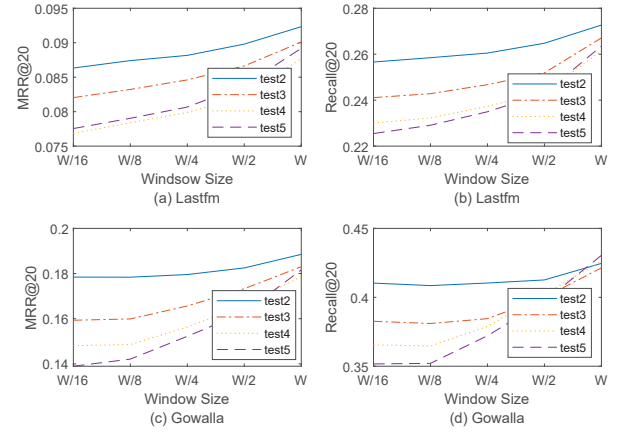 0.095
0.09
0.085
0.08
0.075
MRR@20
test2
test3
test4
test5
W/16 W/8 W/4 W/2 W
Windsow Size
(a) Lastfm
0.28
0.26
0.24
0.22
Recall@20
test2
test3
test4
test5
W/16 W/8 W/4 W/2 W
Window Size
(b) Lastfm
0.2
0.18
0.16
0.14
MRR@20
test2
test3
test4
test5
W/16 W/8 W/4 W/2 W
(c) Gowalla
0.45
0.4
0.35
Recall@20
test2
test3
test4
test5
W/16 W/8 W/4 W/2 W
(d) Gowalla